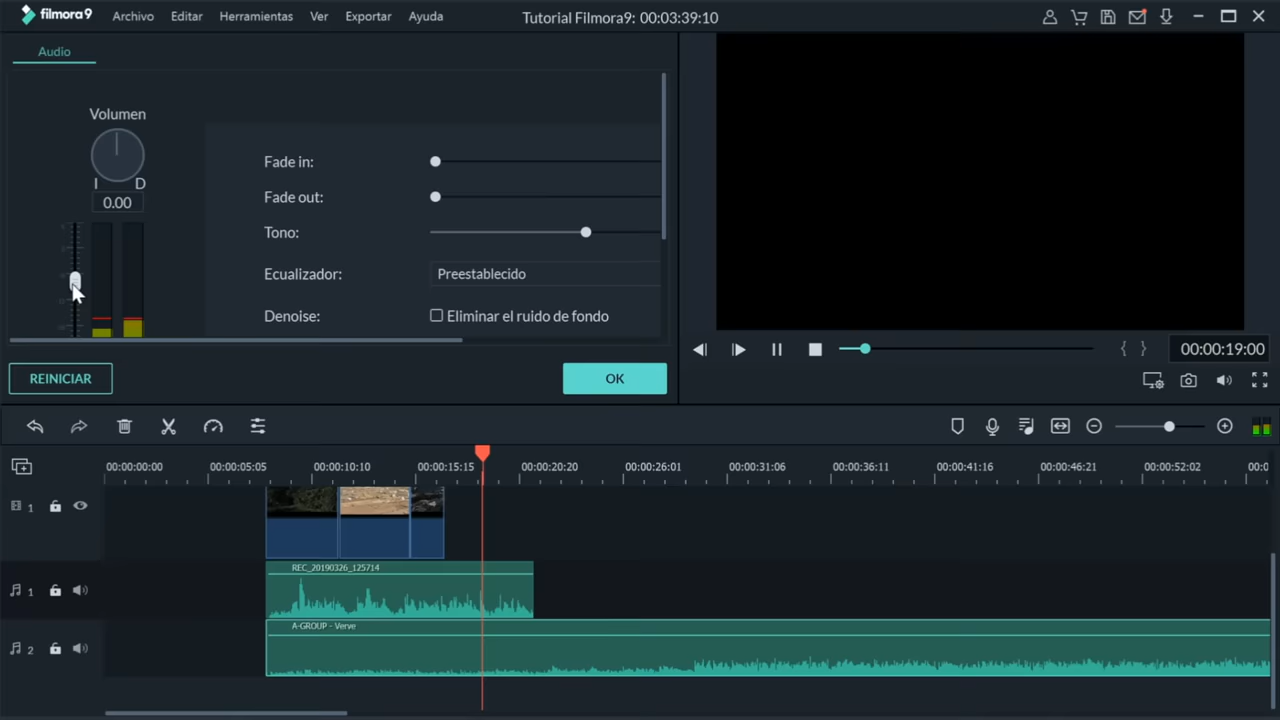 filmora9 Archivo Editar Herramientas Ver Exportar Ayuda Tutorial Filmora9: 00:03:39:10
Audio
Volumen
I D
0.00
Fade in:
Fade out:
Tono:
Ecualizador: Preestablecido
Denoise: Eliminar el ruido de fondo
REINICIAR OK
{ } 00:00:19:00
00:00:00:00 00:00:05:05 00:00:10:10 00:00:15:15 00:00:20:20 00:00:26:01 00:00:31:06 00:00:36:11 00:00:41:16 00:00:46:21 00:00:52:02 00:0
1
REC_20190326_125714
1
A-GROUP - Verve
2